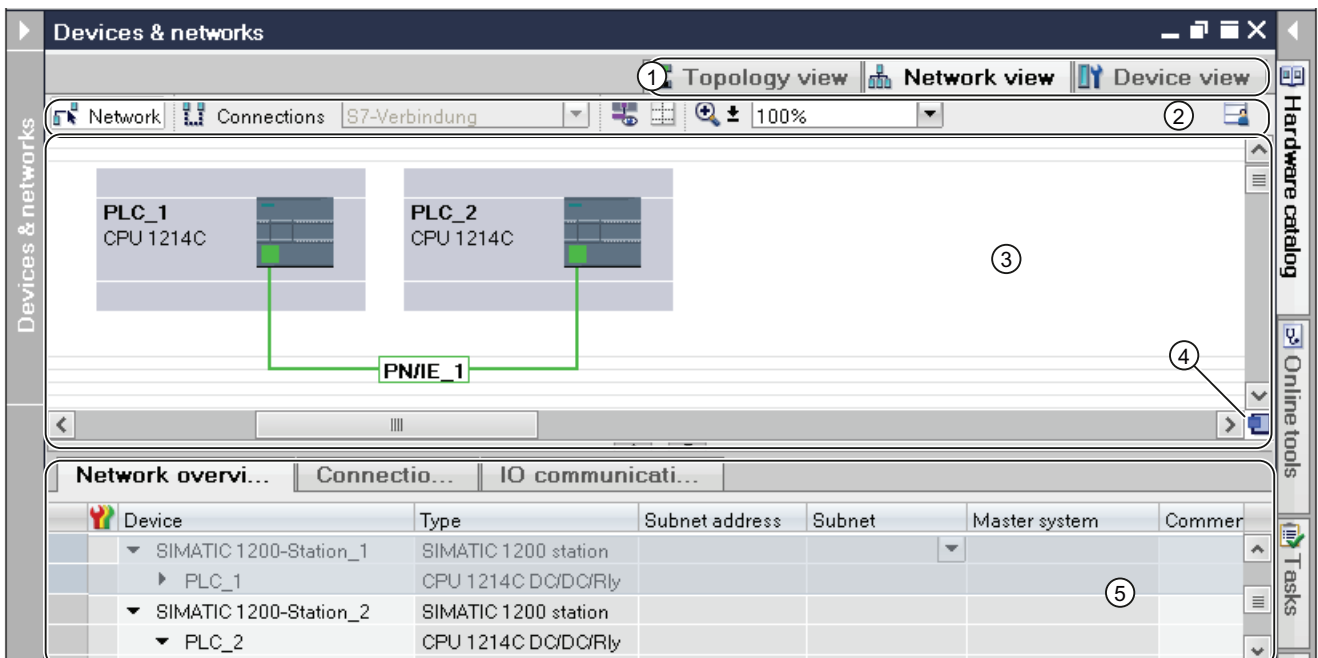 Devices & networks
1 Topology view Network view Device view
Network Connections S7-Verbindung 100% 2
PLC_1
CPU 1214C
PLC_2
CPU 1214C
3
PN/IE_1
4
Network overvi... Connectio... IO communicati...
Device Type Subnet address Subnet Master system Commer
SIMATIC 1200-Station_1 SIMATIC 1200 station
PLC_1 CPU 1214C DC/DC/Rly
5
SIMATIC 1200-Station_2 SIMATIC 1200 station
PLC_2 CPU 1214C DC/DC/Rly
Devices & networks
Hardware catalog
Online tools
Tasks